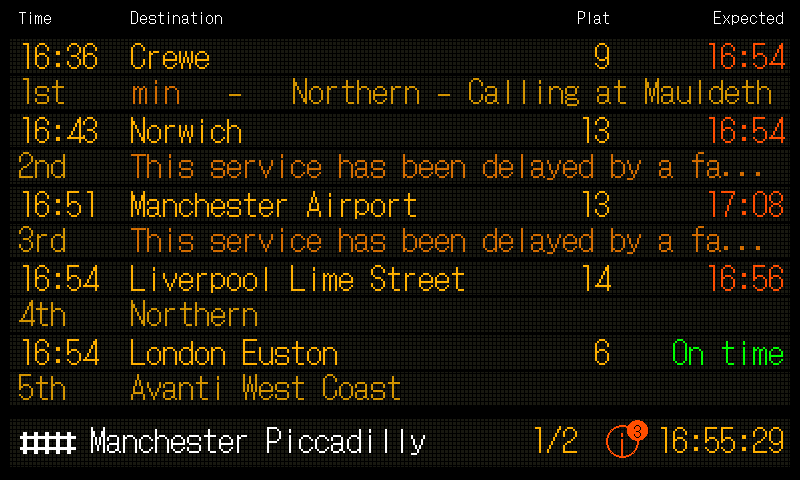 Time Destination Plat Expected
16:36 Crewe 9 16:54
1st min - Northern - Calling at Mauldeth
16:43 Norwich 13 16:54
2nd This service has been delayed by a fa...
16:51 Manchester Airport 13 17:08
3rd This service has been delayed by a fa...
16:54 Liverpool Lime Street 14 16:56
4th Northern
16:54 London Euston 6 On time
5th Avanti West Coast
Manchester Piccadilly 1/2 i 3 16:55:29